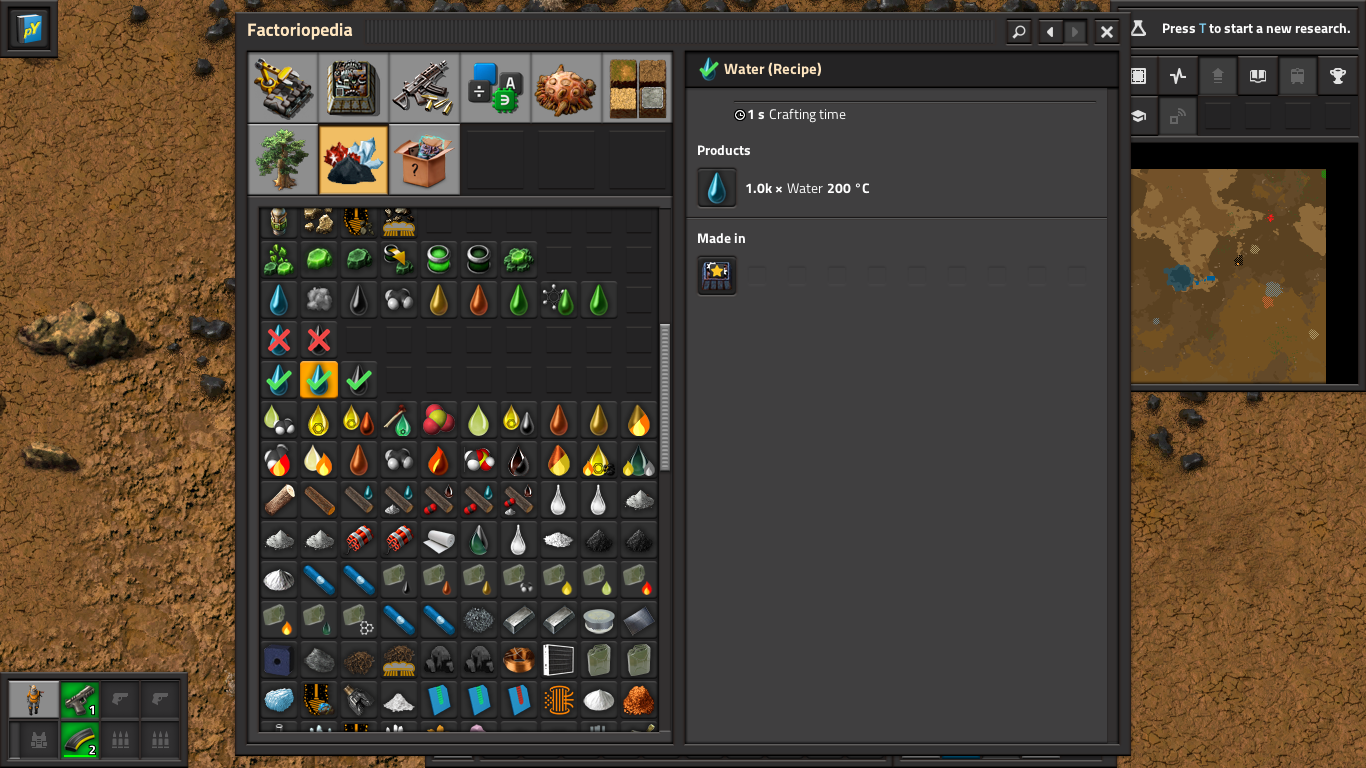 pY
Factoriopedia
Press T to start a new research.
A
?
Water (Recipe)
1 s Crafting time
Products
1.0k × Water 200 °C
Made in
1
2